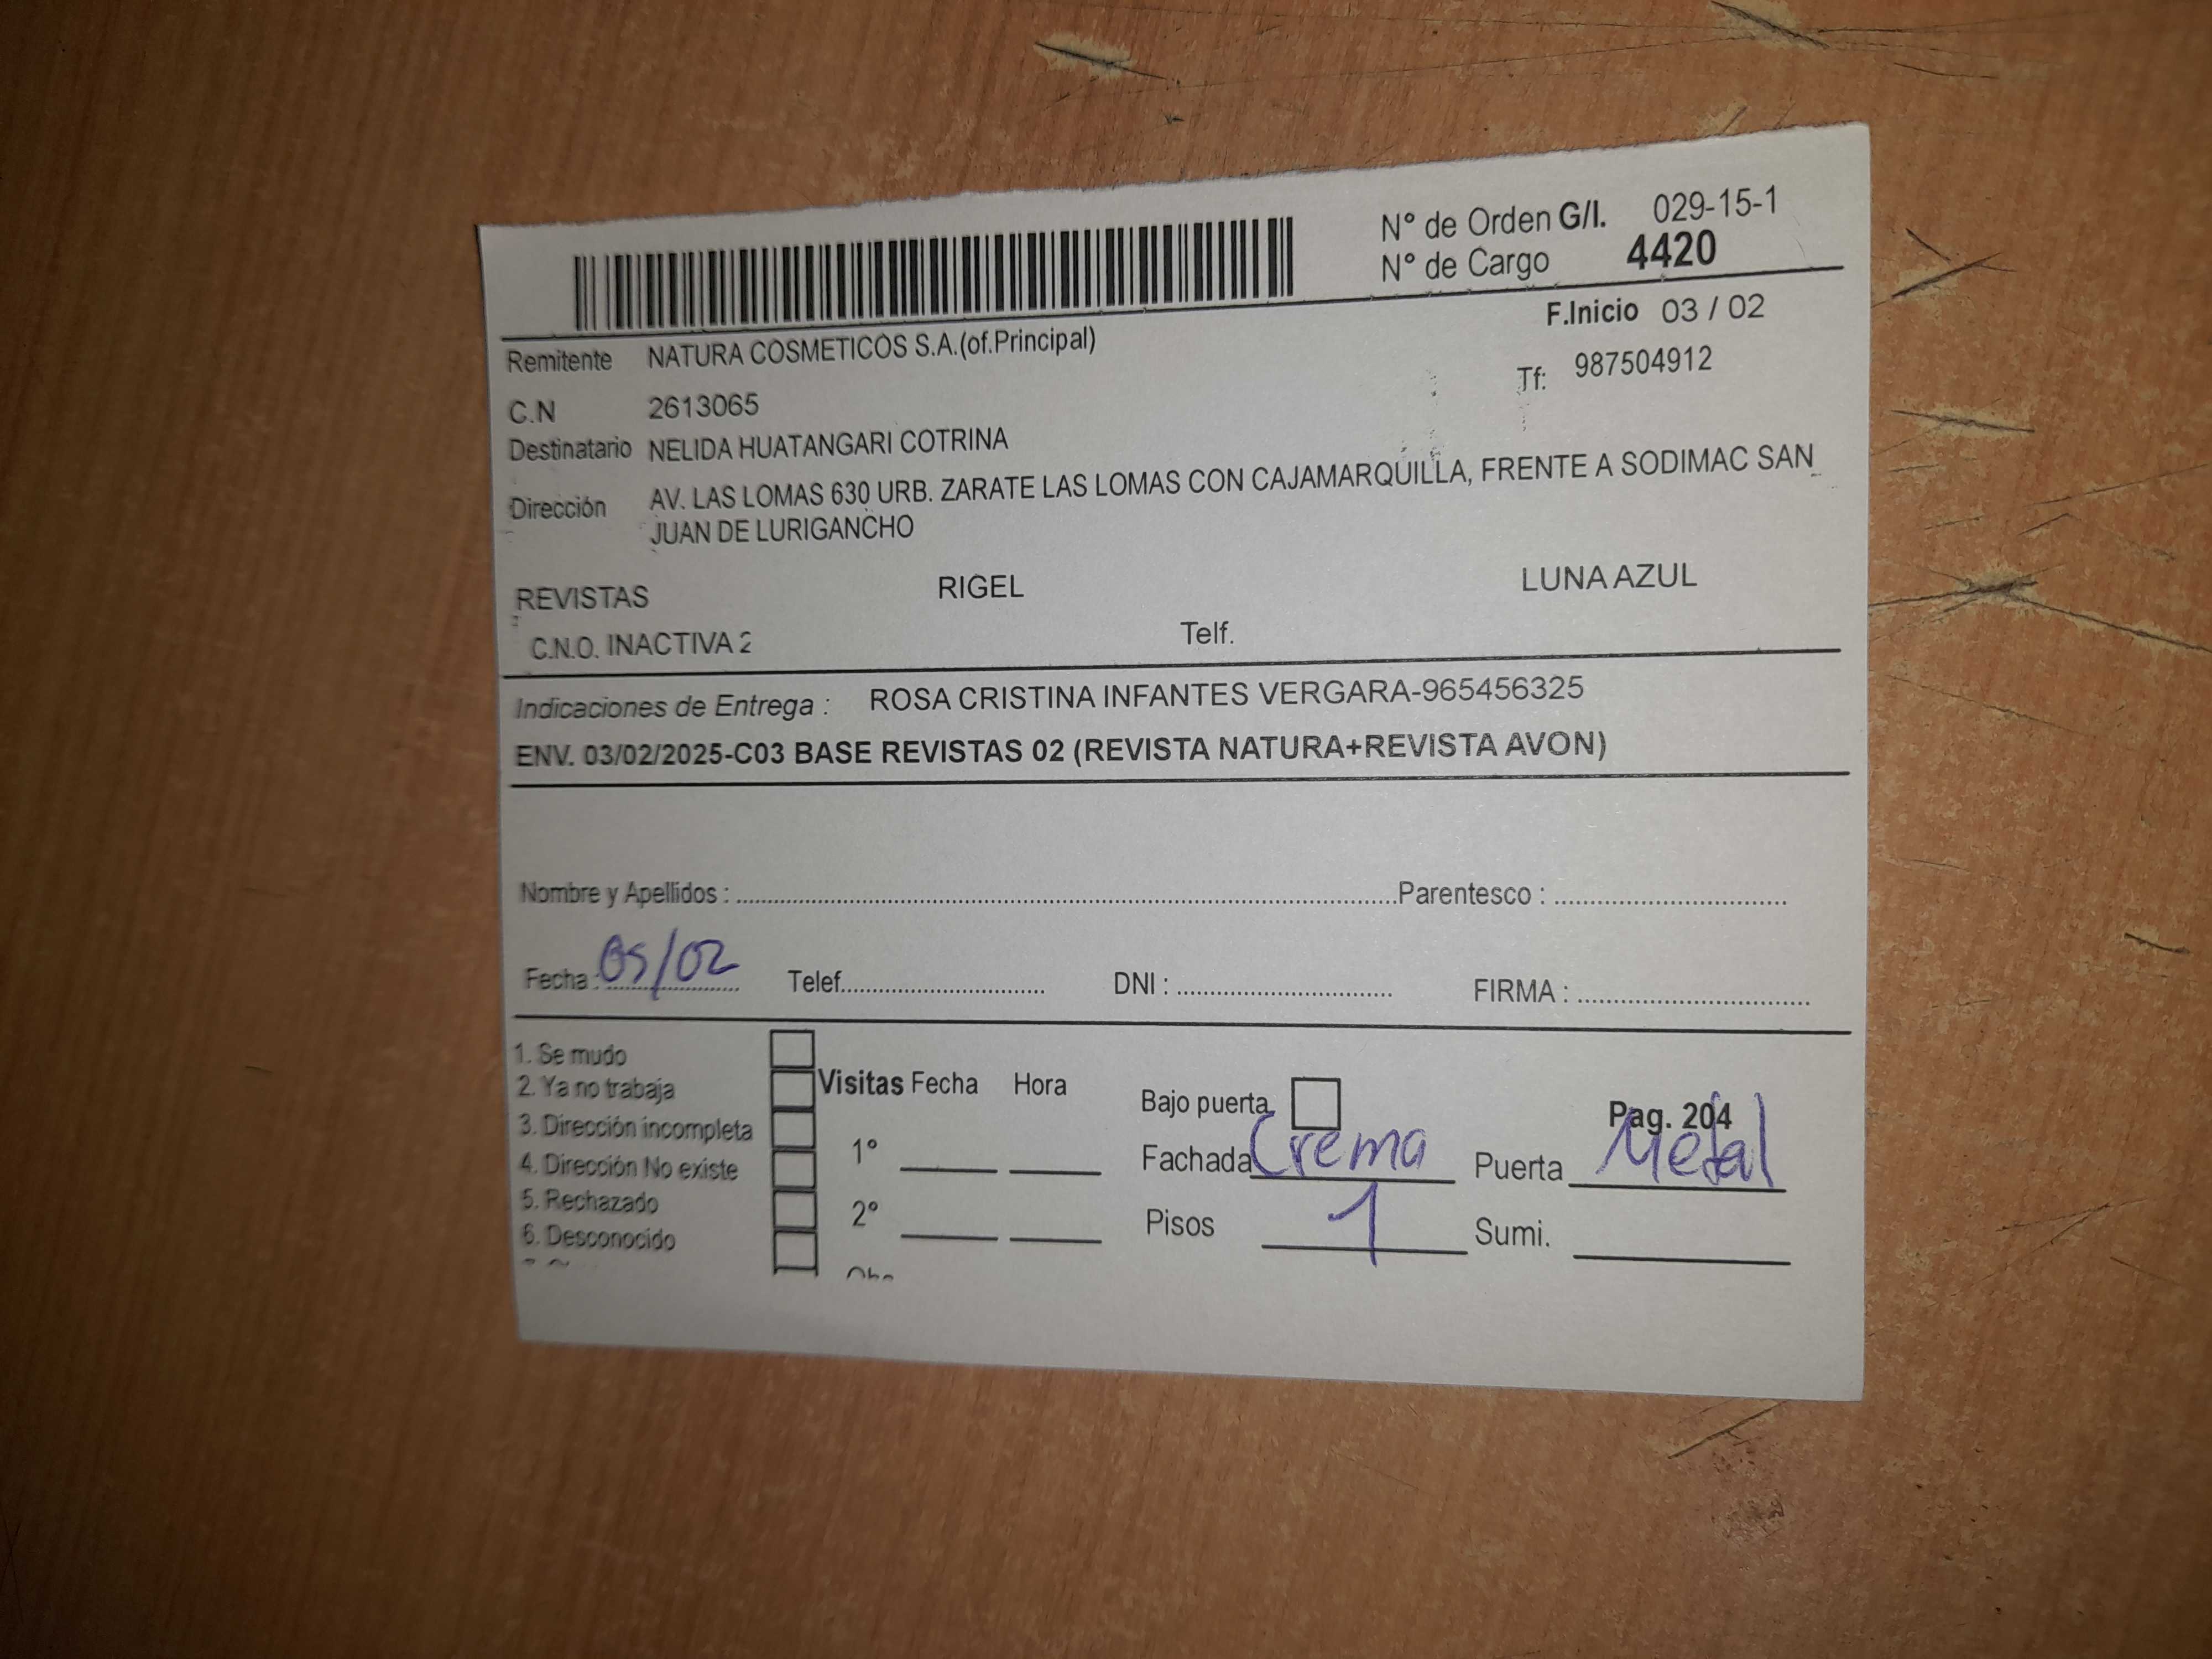 Nº de Orden G/I. 029-15-1
Nº de Cargo 4420
F.Inicio 03 / 02
Remitente NATURA COSMETICOS S.A.(of.Principal)
Tf: 987504912
C.N 2613065
Destinatario NELIDA HUATANGARI COTRINA
Dirección AV. LAS LOMAS 630 URB. ZARATE LAS LOMAS CON CAJAMARQUILLA, FRENTE A SODIMAC SAN
JUAN DE LURIGANCHO
REVISTAS RIGEL LUNA AZUL
C.N.O. INACTIVA 2 Telf.
Indicaciones de Entrega : ROSA CRISTINA INFANTES VERGARA-965456325
ENV. 03/02/2025-C03 BASE REVISTAS 02 (REVISTA NATURA+REVISTA AVON)
Nombre y Apellidos : Parentesco :
Fecha : 05/02 Telef. DNI : FIRMA :
1. Se mudo
2. Ya no trabaja
3. Dirección incompleta
4. Dirección No existe
5. Rechazado
6. Desconocido
Visitas Fecha Hora
1º
2º
Bajo puerta Pag. 204
Fachada Crema Puerta Metal
Pisos 1 Sumi.